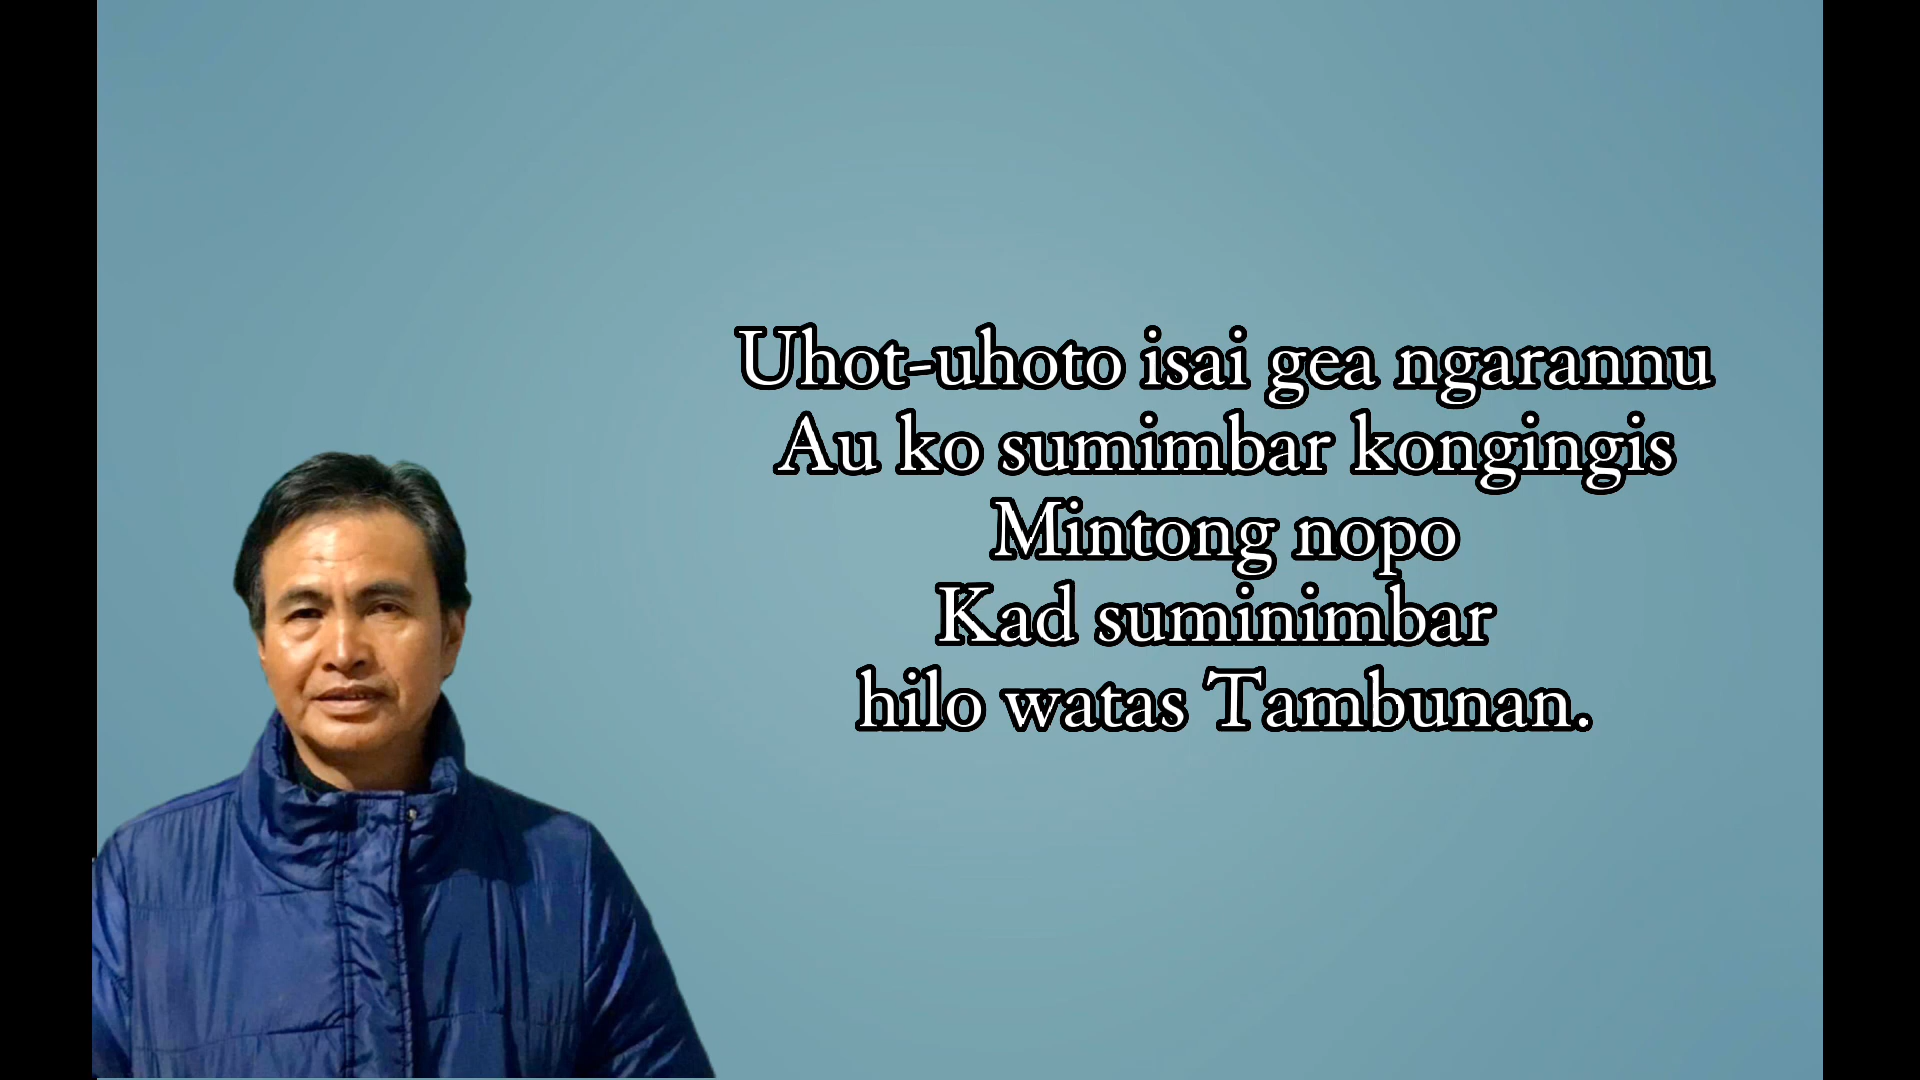 Uhot-uhoto isai gea ngarannu
Au ko sumimbar kongingis
Mintong nopo
Kad suminimbar
hilo watas Tambunan.